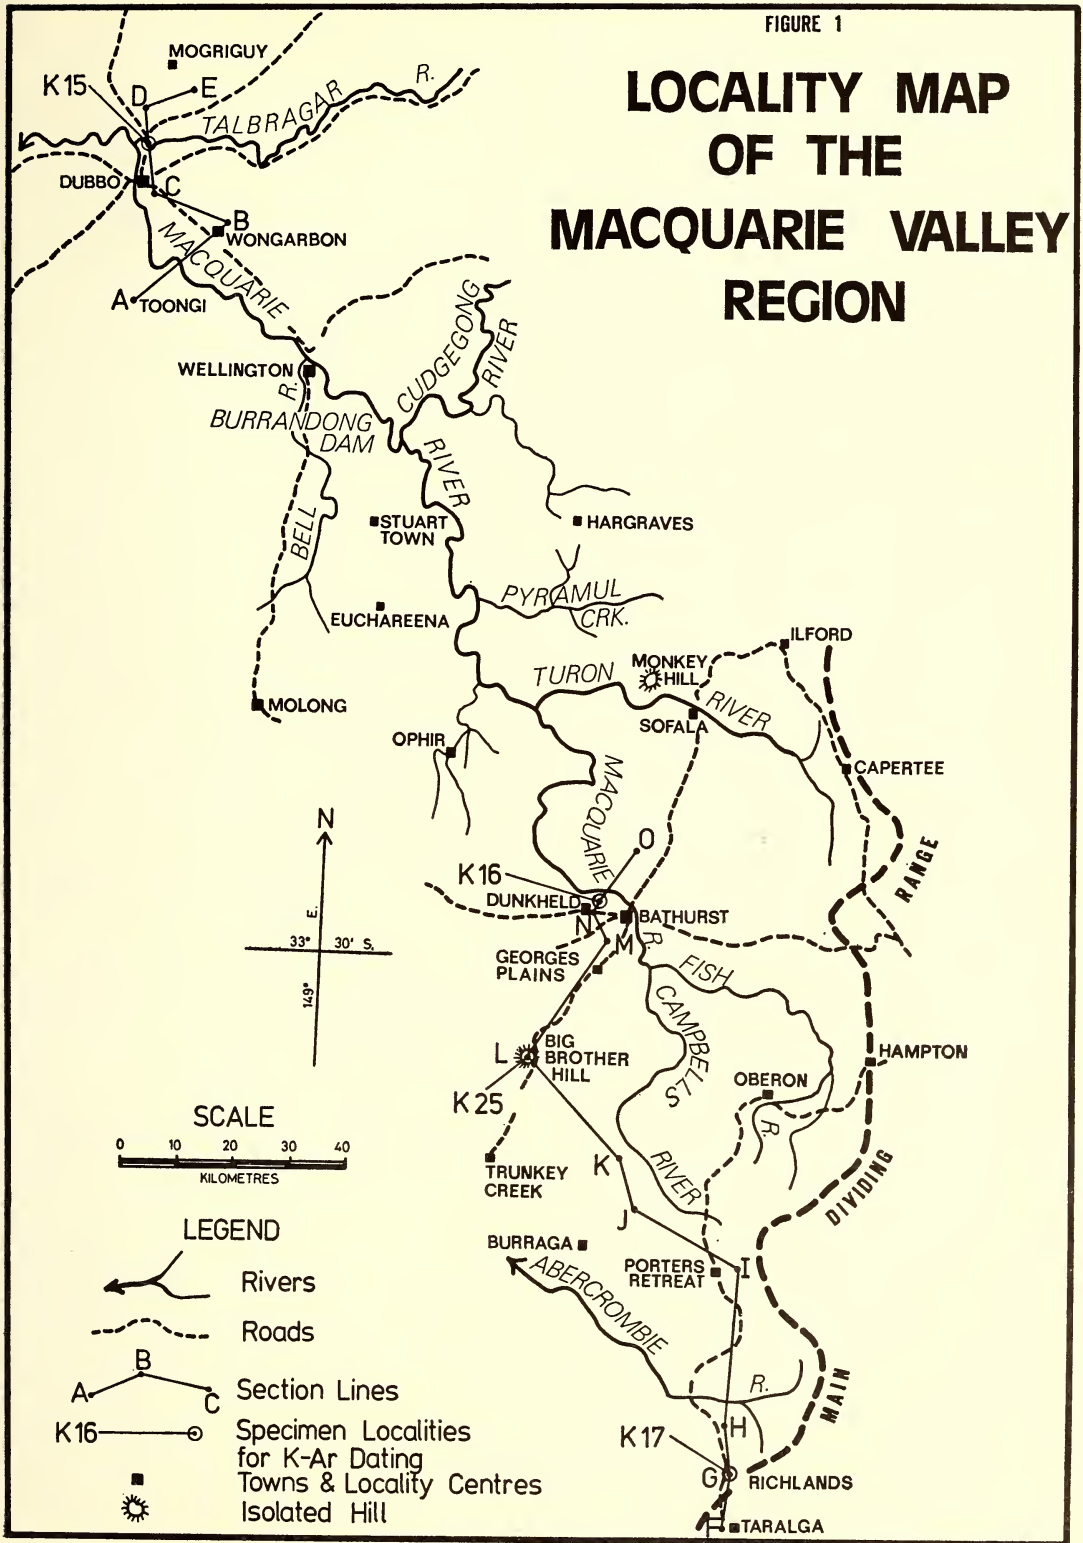 FIGURE 1
LOCALITY MAP
OF THE
MACQUARIE VALLEY
REGION
MOGRIGUY
K15
D
E
TALBRAGAR R.
DUBBO
C
B
WONGARBON
MACQUARIE
A
TOONGI
CUDGEGONG
RIVER
WELLINGTON
R.
BURRANDONG
DAM
RIVER
BELL
STUART
TOWN
HARGRAVES
PYRAMUL
CRK.
EUCHAREENA
ILFORD
MONKEY
HILL
TURON
RIVER
MOLONG
SOFALA
OPHIR
CAPERTEE
MACQUARIE
N
O
RANGE
K16
DUNKHELD
N
BATHURST
M
R.
GEORGES
PLAINS
FISH
33° 30' S.
149° E.
CAMPBELLS
L
BIG
BROTHER
HILL
HAMPTON
OBERON
K25
R.
SCALE
0 10 20 30 40
KILOMETRES
K
TRUNKEY
CREEK
RIVER
DIVIDING
J
LEGEND
BURRAGA
PORTERS
RETREAT
I
Rivers
ABERCROMBIE
Roads
R.
MAIN
A
B
C
Section Lines
H
K16
Specimen Localities
for K-Ar Dating
K17
G
RICHLANDS
Towns & Locality Centres
Isolated Hill
F
TARALGA